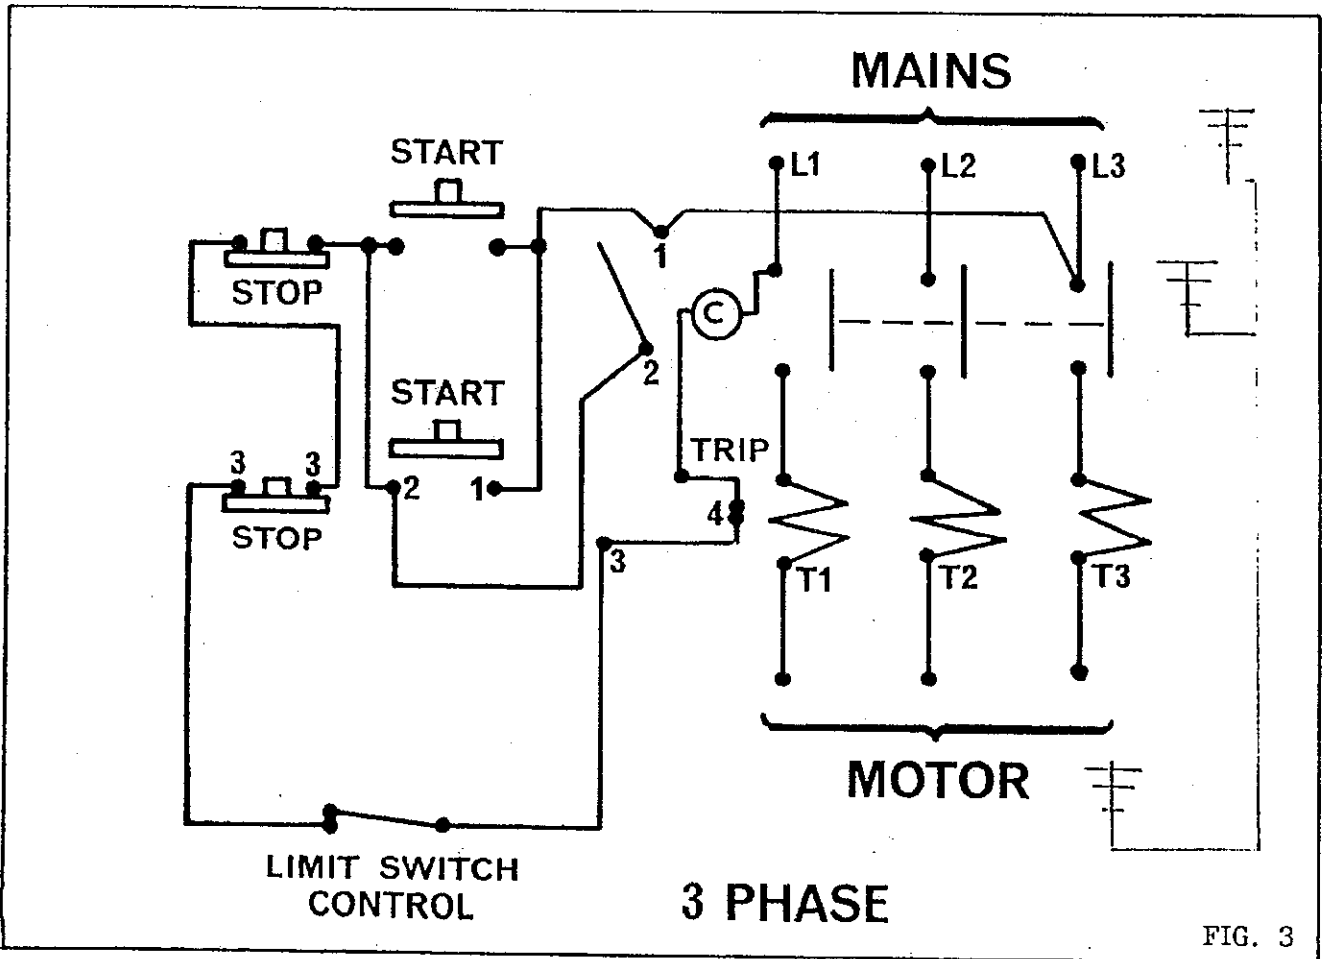 MAINS
START
L1
L2
L3
STOP
1
C
2
START
TRIP
3
3
2
1
4
STOP
3
T1
T2
T3
MOTOR
LIMIT SWITCH
CONTROL
3 PHASE
FIG. 3